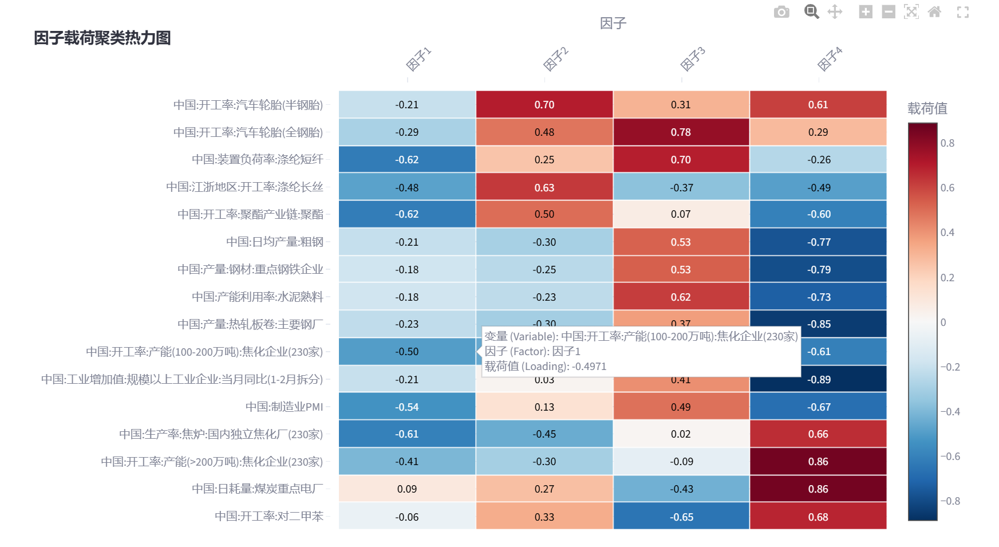 因子
因子载荷聚类热力图
因子1 因子2 因子3 因子4
载荷值
中国:开工率:汽车轮胎(半钢胎) -0.21 0.70 0.31 0.61
中国:开工率:汽车轮胎(全钢胎) -0.29 0.48 0.78 0.29
中国:装置负荷率:涤纶短纤 -0.62 0.25 0.70 -0.26
中国:江浙地区:开工率:涤纶长丝 -0.48 0.63 -0.37 -0.49
中国:开工率:聚酯产业链:聚酯 -0.62 0.50 0.07 -0.60
中国:日均产量:粗钢 -0.21 -0.30 0.53 -0.77
中国:产量:钢材:重点钢铁企业 -0.18 -0.25 0.53 -0.79
中国:产能利用率:水泥熟料 -0.18 -0.23 0.62 -0.73
中国:产量:热轧板卷:主要钢厂 -0.23 -0.30 0.37 -0.85
中国:开工率:产能(100-200万吨):焦化企业(230家) -0.50 -0.61
变量 (Variable): 中国:开工率:产能(100-200万吨):焦化企业(230家)
因子 (Factor): 因子1
载荷值 (Loading): -0.4971
中国:工业增加值:规模以上工业企业:当月同比(1-2月拆分) -0.21 0.03 0.41 -0.89
中国:制造业PMI -0.54 0.13 0.49 -0.67
中国:生产率:焦炉:国内独立焦化厂(230家) -0.61 -0.45 0.02 0.66
中国:开工率:产能(>200万吨):焦化企业(230家) -0.41 -0.30 -0.09 0.86
中国:日耗量:煤炭重点电厂 0.09 0.27 -0.43 0.86
中国:开工率:对二甲苯 -0.06 0.33 -0.65 0.68
0.8
0.6
0.4
0.2
0
−0.2
−0.4
−0.6
−0.8